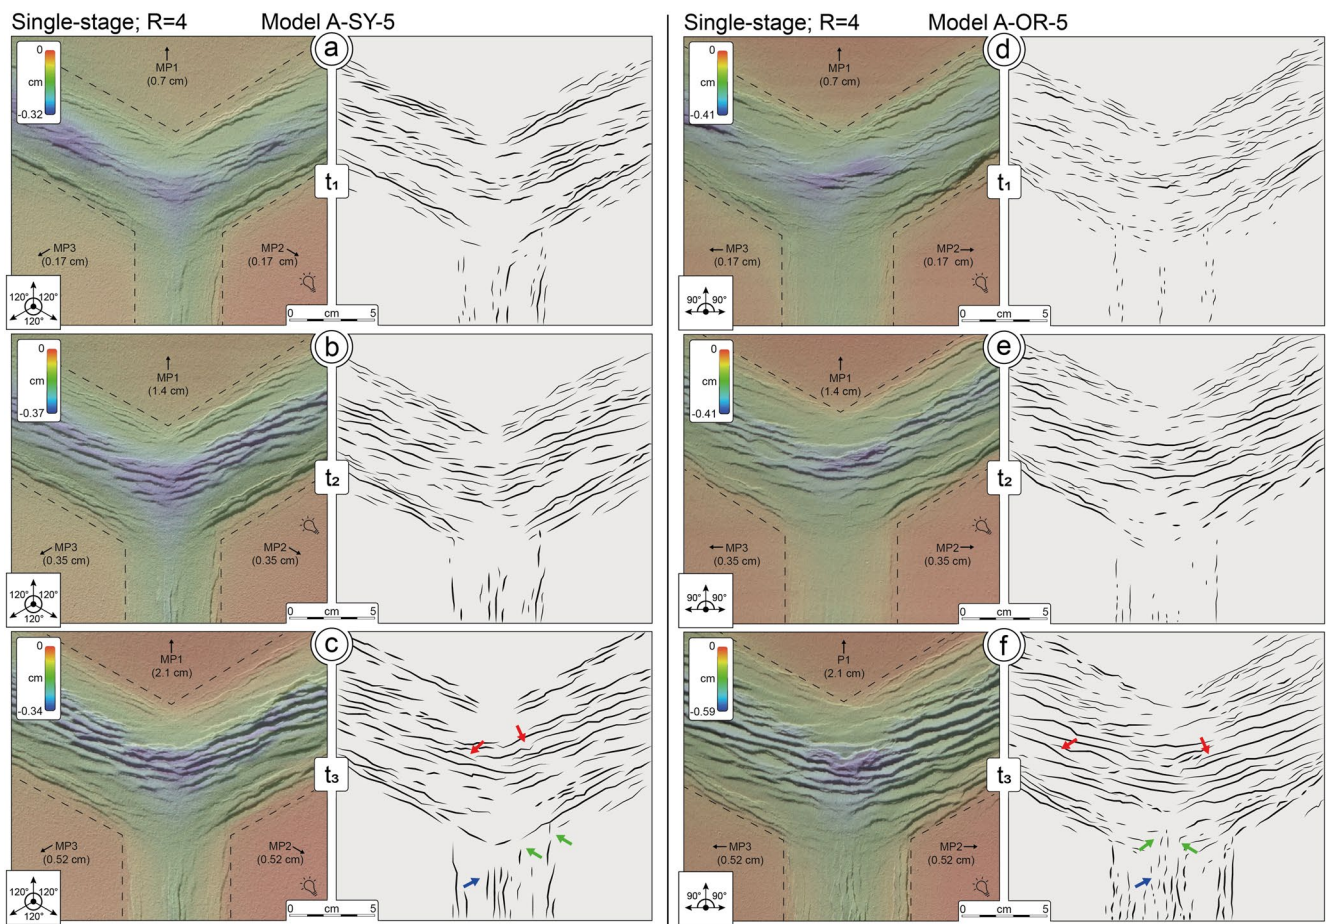 Single-stage; R=4 Model A-SY-5
a
0
cm
-0.32
MP1
(0.7 cm)
MP3
(0.17 cm)
MP2
(0.17 cm)
120° 120°
120°
0 cm 5
t₁
b
0
cm
-0.37
MP1
(1.4 cm)
MP3
(0.35 cm)
MP2
(0.35 cm)
120° 120°
120°
0 cm 5
t₂
c
0
cm
-0.34
MP1
(2.1 cm)
MP3
(0.52 cm)
MP2
(0.52 cm)
120° 120°
120°
0 cm 5
t₃
Single-stage; R=4 Model A-OR-5
d
0
cm
-0.41
MP1
(0.7 cm)
MP3
(0.17 cm)
MP2
(0.17 cm)
90° 90°
0 cm 5
t₁
e
0
cm
-0.41
MP1
(1.4 cm)
MP3
(0.35 cm)
MP2
(0.35 cm)
90° 90°
0 cm 5
t₂
f
0
cm
-0.59
P1
(2.1 cm)
MP3
(0.52 cm)
MP2
(0.52 cm)
90° 90°
0 cm 5
t₃